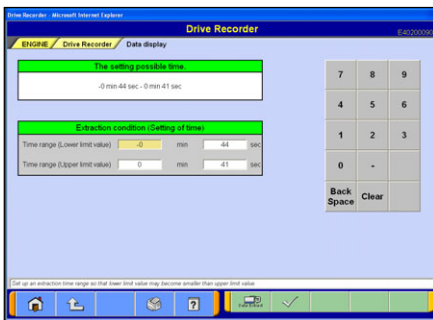 Drive Recorder - Microsoft Internet Explorer
Drive Recorder
E40200090
ENGINE Drive Recorder Data display
The setting possible time.
-0 min 44 sec - 0 min 41 sec
Extraction condition (Setting of time)
Time range (Lower limit value) -0 min 44 sec
Time range (Upper limit value) 0 min 41 sec
7 8 9
4 5 6
1 2 3
0 -
Back Space Clear
Set up an extraction time range so that lower limit value may become smaller than upper limit value
?